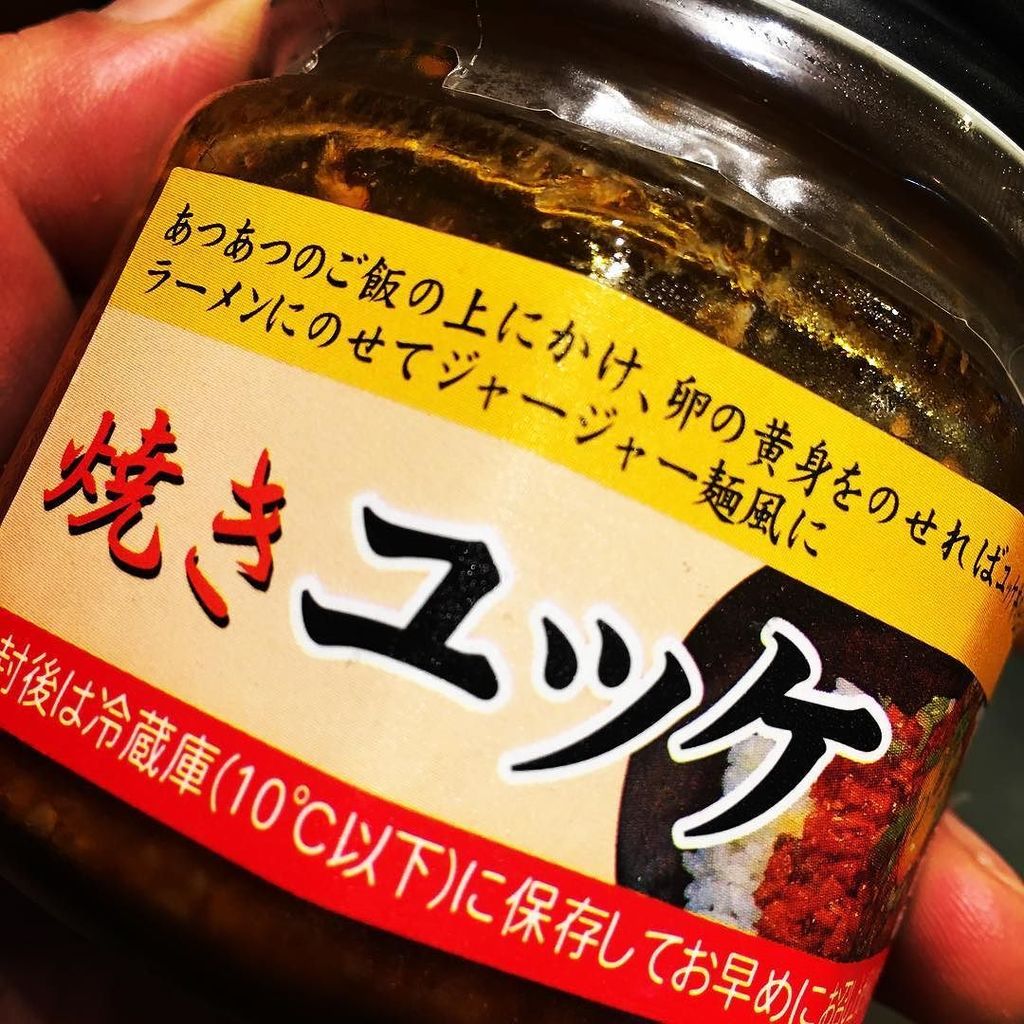 あつあつのご飯の上にかけ、卵の黄身をのせれば
ラーメンにのせてジャージャー麺風に
焼きユッケ
封後は冷蔵庫(10℃以下)に保存してお早めに